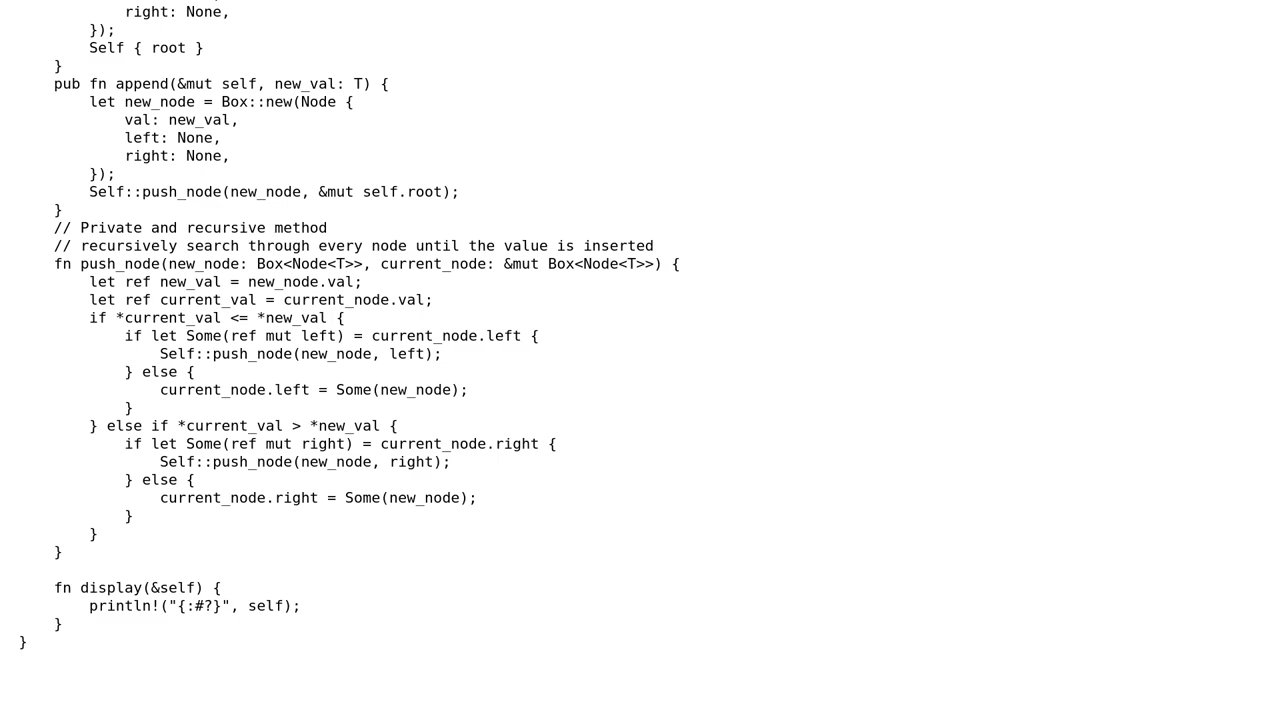 right: None,
        });
        Self { root }
    }
    pub fn append(&mut self, new_val: T) {
        let new_node = Box::new(Node {
            val: new_val,
            left: None,
            right: None,
        });
        Self::push_node(new_node, &mut self.root);
    }
    // Private and recursive method
    // recursively search through every node until the value is inserted
    fn push_node(new_node: Box<Node<T>>, current_node: &mut Box<Node<T>>) {
        let ref new_val = new_node.val;
        let ref current_val = current_node.val;
        if *current_val <= *new_val {
            if let Some(ref mut left) = current_node.left {
                Self::push_node(new_node, left);
            } else {
                current_node.left = Some(new_node);
            }
        } else if *current_val > *new_val {
            if let Some(ref mut right) = current_node.right {
                Self::push_node(new_node, right);
            } else {
                current_node.right = Some(new_node);
            }
        }
    }

    fn display(&self) {
        println!("{:#?}", self);
    }
}